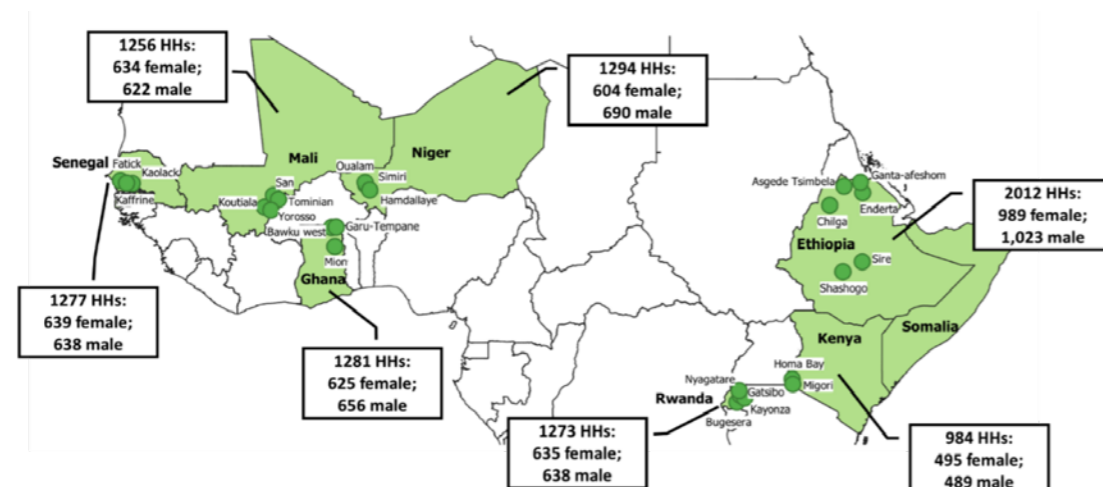 1256 HHs:
634 female;
622 male
1294 HHs:
604 female;
690 male
Senegal
Fatick
Kaolack
Kaffrine
Mali
San
Koutiala
Tominian
Yorosso
Niger
Oualam
Simiri
Hamdallaye
Bawku west
Garu-Tempane
Mion
Ghana
Asgede Tsimbela
Ganta-afeshom
Enderta
Chilga
Ethiopia
Sire
Shashogo
2012 HHs:
989 female;
1,023 male
1277 HHs:
639 female;
638 male
1281 HHs:
625 female;
656 male
Kenya
Somalia
Homa Bay
Migori
Nyagatare
Gatsibo
Rwanda
Kayonza
Bugesera
1273 HHs:
635 female;
638 male
984 HHs:
495 female;
489 male